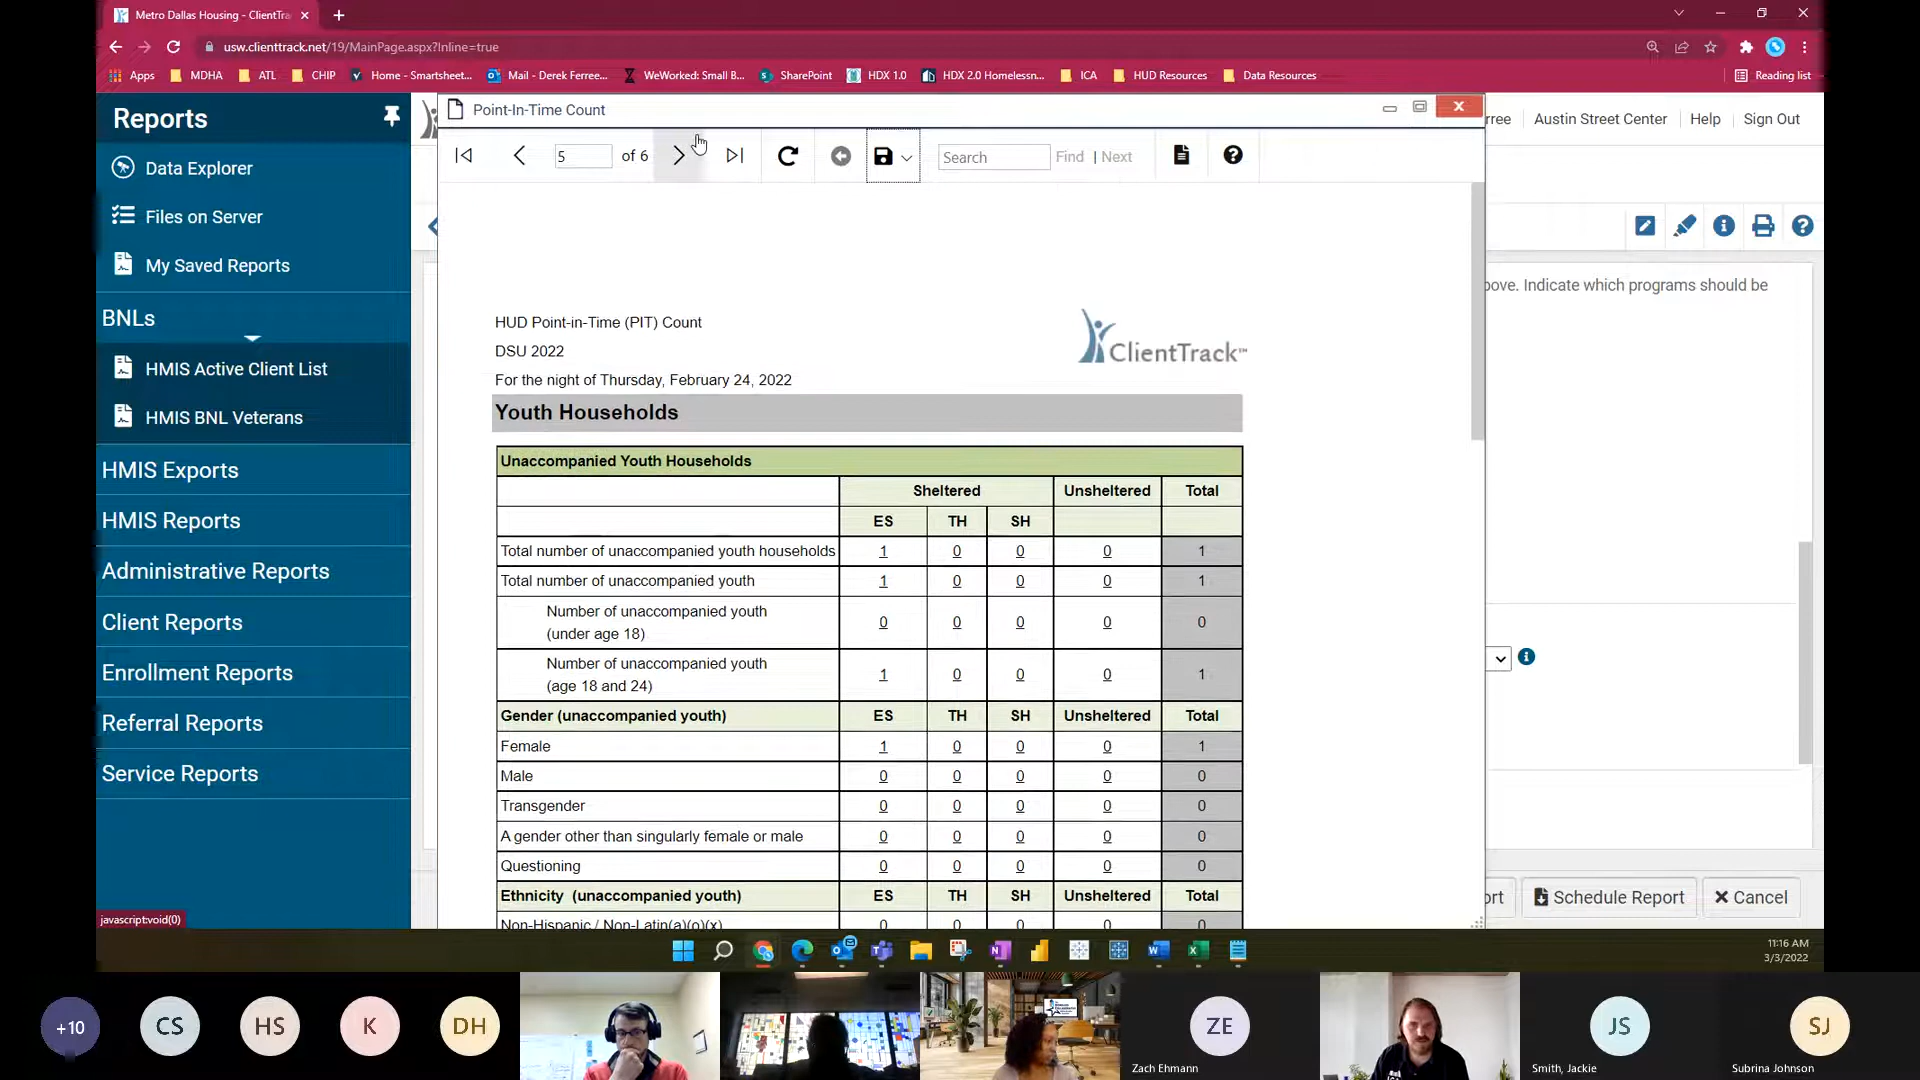 Metro Dallas Housing - ClientTra
usw.clienttrack.net/19/MainPage.aspx?Inline=true
Apps MDHA ATL CHIP Home - Smartsheet... Mail - Derek Ferree... WeWorked: Small B... SharePoint HDX 1.0 HDX 2.0 Homelessn... ICA HUD Resources Data Resources Reading list
Reports
Data Explorer
Files on Server
My Saved Reports
BNLs
HMIS Active Client List
HMIS BNL Veterans
HMIS Exports
HMIS Reports
Administrative Reports
Client Reports
Enrollment Reports
Referral Reports
Service Reports
javascript:void(0)
Point-In-Time Count
5 of 6 Search Find | Next
rree Austin Street Center Help Sign Out
ove. Indicate which programs should be
HUD Point-in-Time (PIT) Count
DSU 2022
For the night of Thursday, February 24, 2022
ClientTrack™
Youth Households
Unaccompanied Youth Households
Sheltered Unsheltered Total
ES TH SH
Total number of unaccompanied youth households 1 0 0 0 1
Total number of unaccompanied youth 1 0 0 0 1
Number of unaccompanied youth
(under age 18) 0 0 0 0 0
Number of unaccompanied youth
(age 18 and 24) 1 0 0 0 1
Gender (unaccompanied youth) ES TH SH Unsheltered Total
Female 1 0 0 0 1
Male 0 0 0 0 0
Transgender 0 0 0 0 0
A gender other than singularly female or male 0 0 0 0 0
Questioning 0 0 0 0 0
Ethnicity (unaccompanied youth) ES TH SH Unsheltered Total
Non-Hispanic / Non-Latin(a)(o)(x) 0 0 0 0 0
ort Schedule Report Cancel
11:16 AM
3/3/2022
+10 CS HS K DH ZE JS SJ
Zach Ehmann Smith, Jackie Subrina Johnson